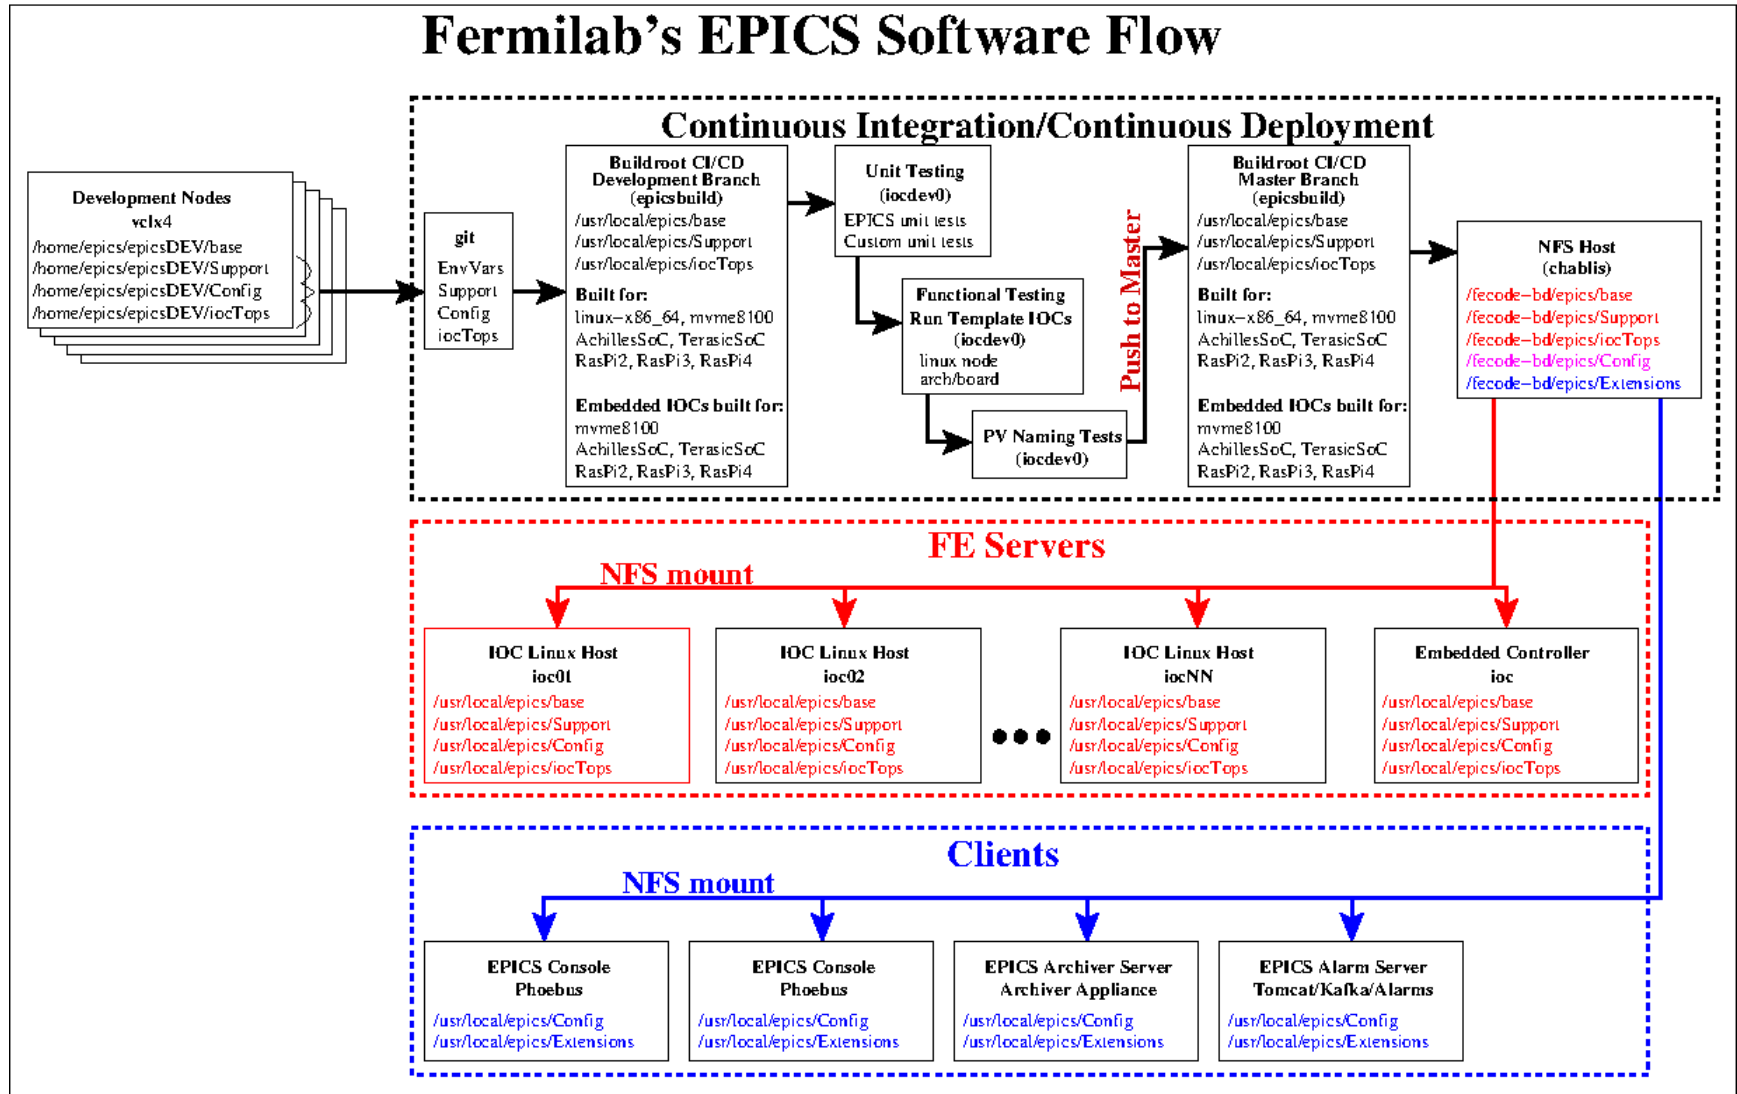 Fermilab's EPICS Software Flow
Continuous Integration/Continuous Deployment
Development Nodes
vclx4
/home/epics/epicsDEV/base
/home/epics/epicsDEV/Support
/home/epics/epicsDEV/Config
/home/epics/epicsDEV/iocTops
git
EnvVars
Support
Config
iocTops
Buildroot CI/CD
Development Branch
(epicsbuild)
/usr/local/epics/base
/usr/local/epics/Support
/usr/local/epics/iocTops
Built for:
linux-x86_64, mvme8100
AchillesSoC, TerasicSoC
RasPi2, RasPi3, RasPi4
Embedded IOCs built for:
mvme8100
AchillesSoC, TerasicSoC
RasPi2, RasPi3, RasPi4
Unit Testing
(iocdev0)
EPICS unit tests
Custom unit tests
Functional Testing
Run Template IOCs
(iocdev0)
linux node
arch/board
PV Naming Tests
(iocdev0)
Push to Master
Buildroot CI/CD
Master Branch
(epicsbuild)
/usr/local/epics/base
/usr/local/epics/Support
/usr/local/epics/iocTops
Built for:
linux-x86_64, mvme8100
AchillesSoC, TerasicSoC
RasPi2, RasPi3, RasPi4
Embedded IOCs built for:
mvme8100
AchillesSoC, TerasicSoC
RasPi2, RasPi3, RasPi4
NFS Host
(chablis)
/fecode-bd/epics/base
/fecode-bd/epics/Support
/fecode-bd/epics/iocTops
/fecode-bd/epics/Config
/fecode-bd/epics/Extensions
FE Servers
NFS mount
IOC Linux Host
ioc01
/usr/local/epics/base
/usr/local/epics/Support
/usr/local/epics/Config
/usr/local/epics/iocTops
IOC Linux Host
ioc02
/usr/local/epics/base
/usr/local/epics/Support
/usr/local/epics/Config
/usr/local/epics/iocTops
IOC Linux Host
iocNN
/usr/local/epics/base
/usr/local/epics/Support
/usr/local/epics/Config
/usr/local/epics/iocTops
Embedded Controller
ioc
/usr/local/epics/base
/usr/local/epics/Support
/usr/local/epics/Config
/usr/local/epics/iocTops
Clients
NFS mount
EPICS Console
Phoebus
/usr/local/epics/Config
/usr/local/epics/Extensions
EPICS Console
Phoebus
/usr/local/epics/Config
/usr/local/epics/Extensions
EPICS Archiver Server
Archiver Appliance
/usr/local/epics/Config
/usr/local/epics/Extensions
EPICS Alarm Server
Tomcat/Kafka/Alarms
/usr/local/epics/Config
/usr/local/epics/Extensions